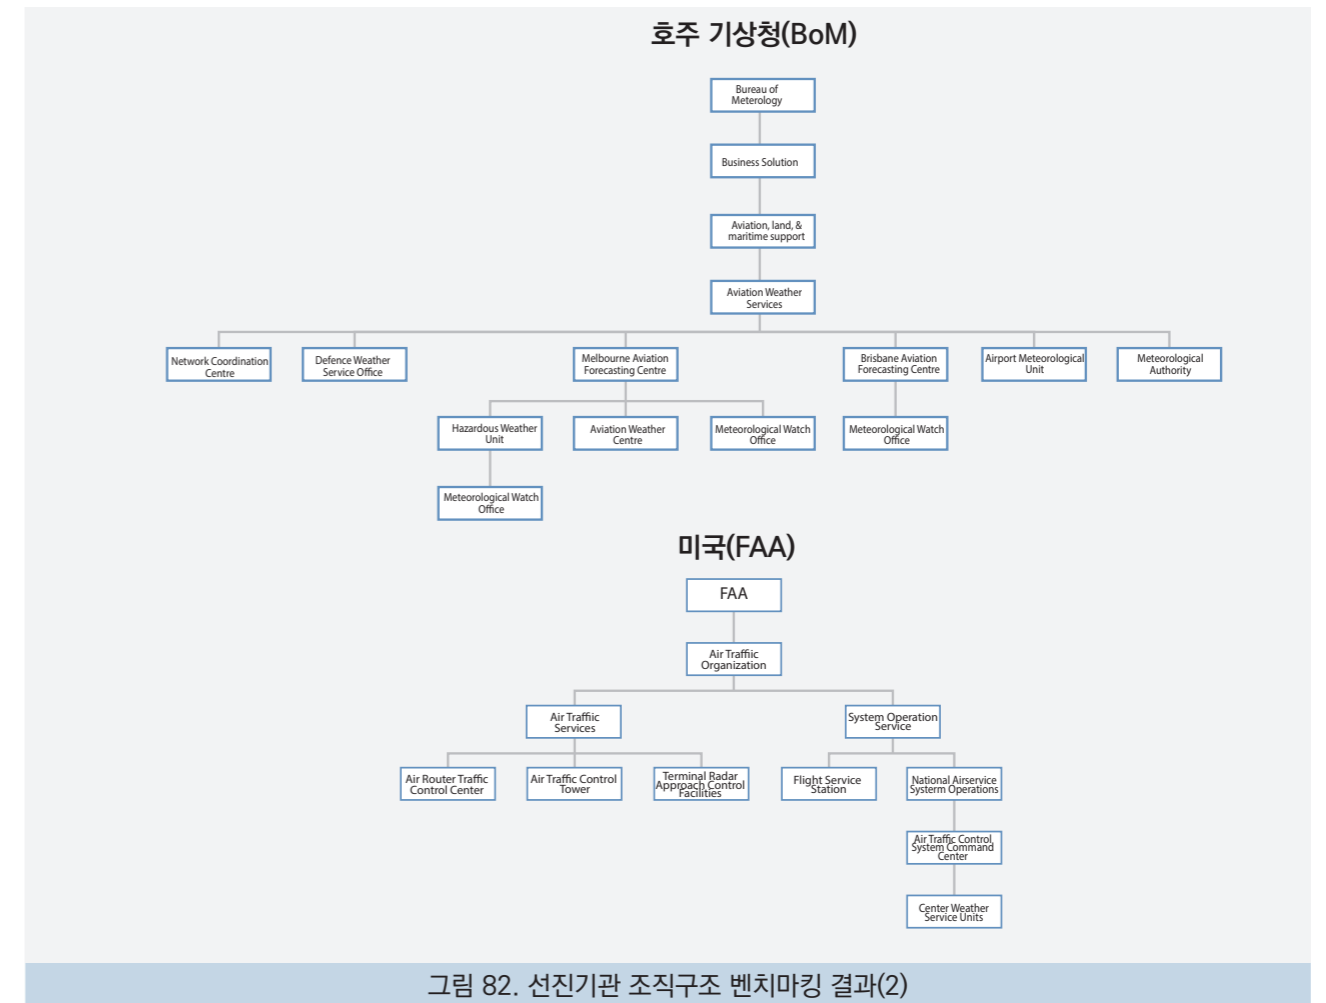 호주 기상청(BoM)
Bureau of
Meterology
Business Solution
Aviation, land, &
maritime support
Aviation Weather
Services
Network Coordination
Centre
Defence Weather
Service Office
Melbourne Aviation
Forecasting Centre
Brisbane Aviation
Forecasting Centre
Airport Meteorological
Unit
Meteorological
Authority
Hazardous Weather
Unit
Aviation Weather
Centre
Meteorological Watch
Office
Meteorological Watch
Office
Meteorological Watch
Office
미국(FAA)
FAA
Air Traffiic
Organization
Air Traffiic
Services
System Operation
Service
Air Router Traffic
Control Center
Air Traffic Control
Tower
Terminal Radar
Approach Control
Facilities
Flight Service
Station
National Airservice
Systerm Operations
Air Traffic Control
System Command
Center
Center Weather
Service Units
그림 82. 선진기관 조직구조 벤치마킹 결과(2)